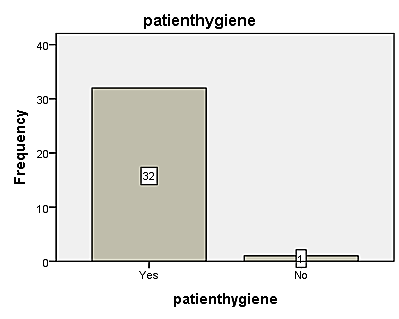 patienthygiene
40
30
20
10
0
Frequency
32
1
Yes No
patienthygiene